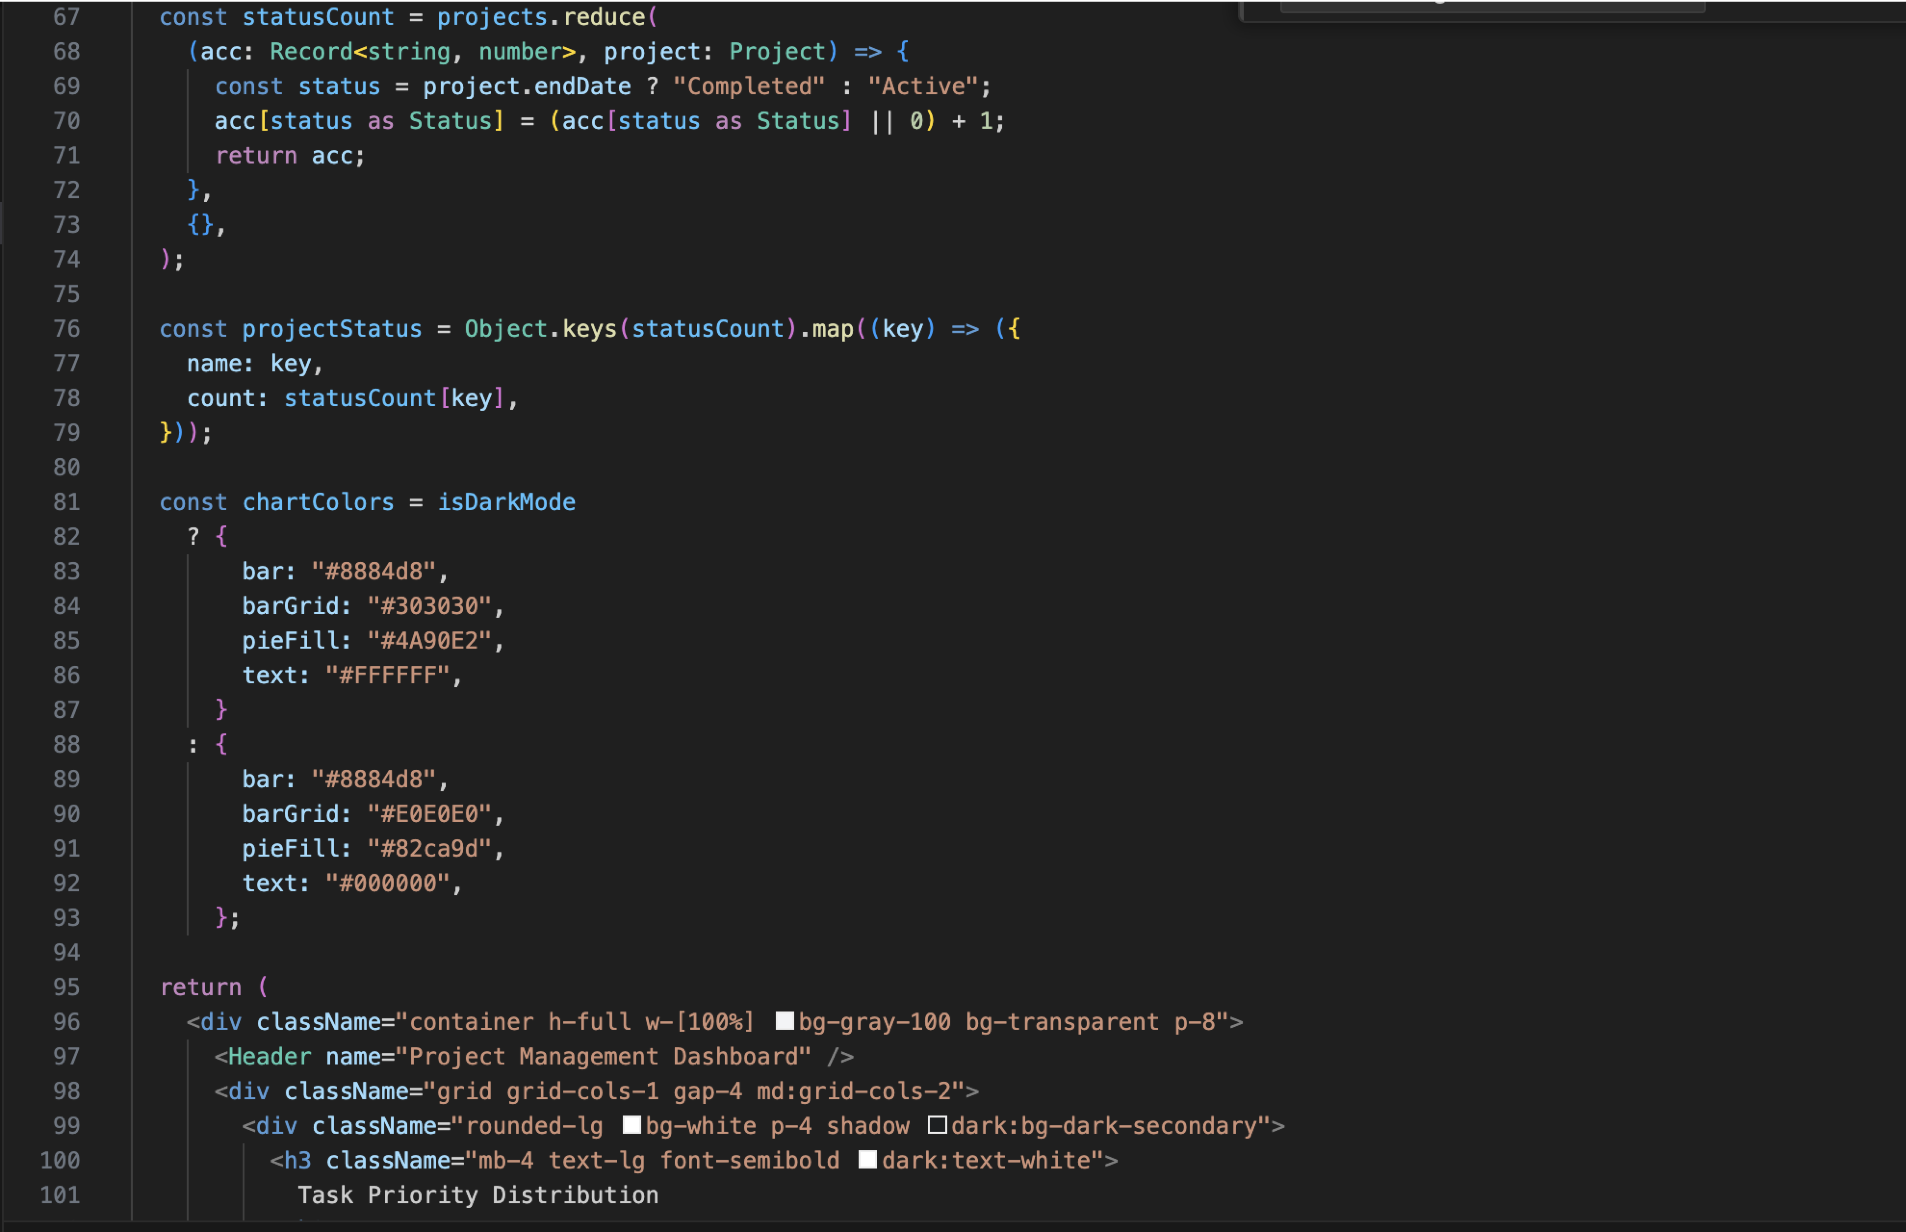 67 const statusCount = projects.reduce(
68 (acc: Record<string, number>, project: Project) => {
69 const status = project.endDate ? "Completed" : "Active";
70 acc[status as Status] = (acc[status as Status] || 0) + 1;
71 return acc;
72 },
73 {},
74 );
75
76 const projectStatus = Object.keys(statusCount).map((key) => ({
77 name: key,
78 count: statusCount[key],
79 }));
80
81 const chartColors = isDarkMode
82 ? {
83 bar: "#8884d8",
84 barGrid: "#303030",
85 pieFill: "#4A90E2",
86 text: "#FFFFFF",
87 }
88 : {
89 bar: "#8884d8",
90 barGrid: "#E0E0E0",
91 pieFill: "#82ca9d",
92 text: "#000000",
93 };
94
95 return (
96 <div className="container h-full w-[100%] bg-gray-100 bg-transparent p-8">
97 <Header name="Project Management Dashboard" />
98 <div className="grid grid-cols-1 gap-4 md:grid-cols-2">
99 <div className="rounded-lg bg-white p-4 shadow dark:bg-dark-secondary">
100 <h3 className="mb-4 text-lg font-semibold dark:text-white">
101 Task Priority Distribution